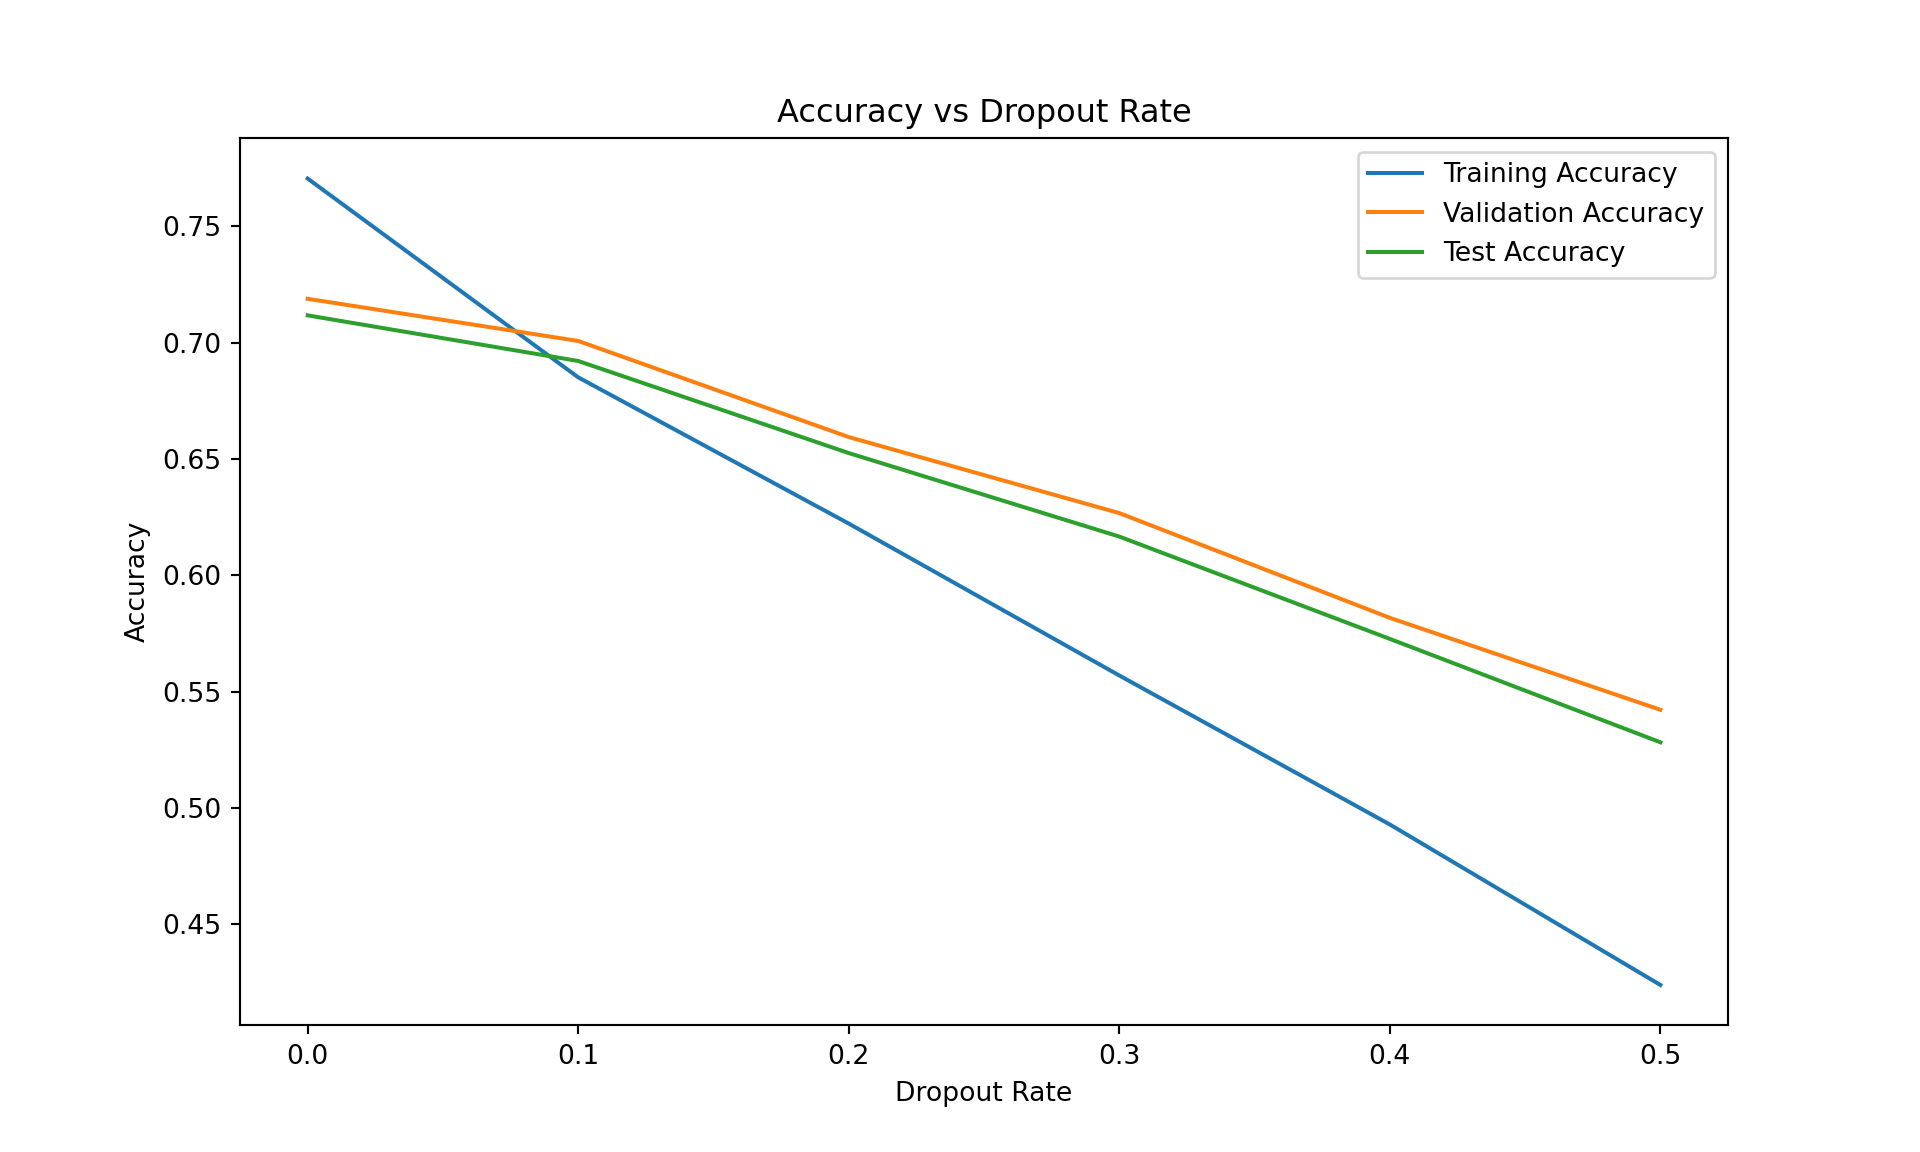 Accuracy vs Dropout Rate
Training Accuracy
Validation Accuracy
Test Accuracy
0.75
0.70
0.65
0.60
0.55
0.50
0.45
Accuracy
0.0 0.1 0.2 0.3 0.4 0.5
Dropout Rate